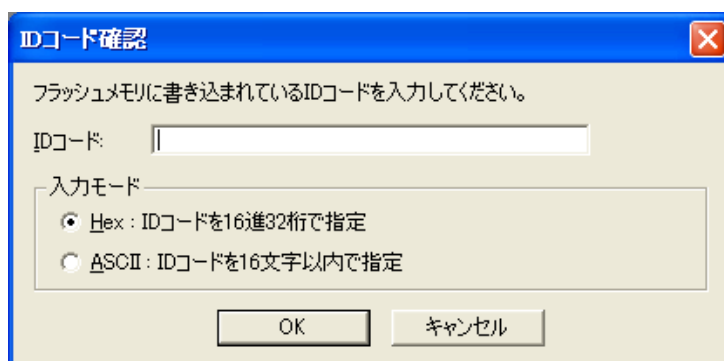 IDコード確認
フラッシュメモリに書き込まれているIDコードを入力してください。
IDコード:
入力モード
Hex : IDコードを16進32桁で指定
ASCII : IDコードを16文字以内で指定
OK キャンセル